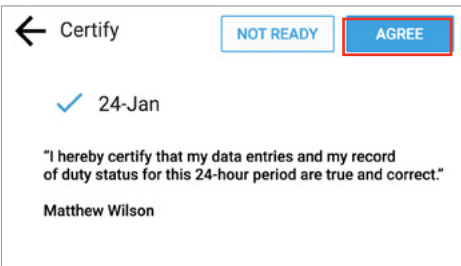 Certify
NOT READY
AGREE
24-Jan
“I hereby certify that my data entries and my record
of duty status for this 24-hour period are true and correct.”
Matthew Wilson